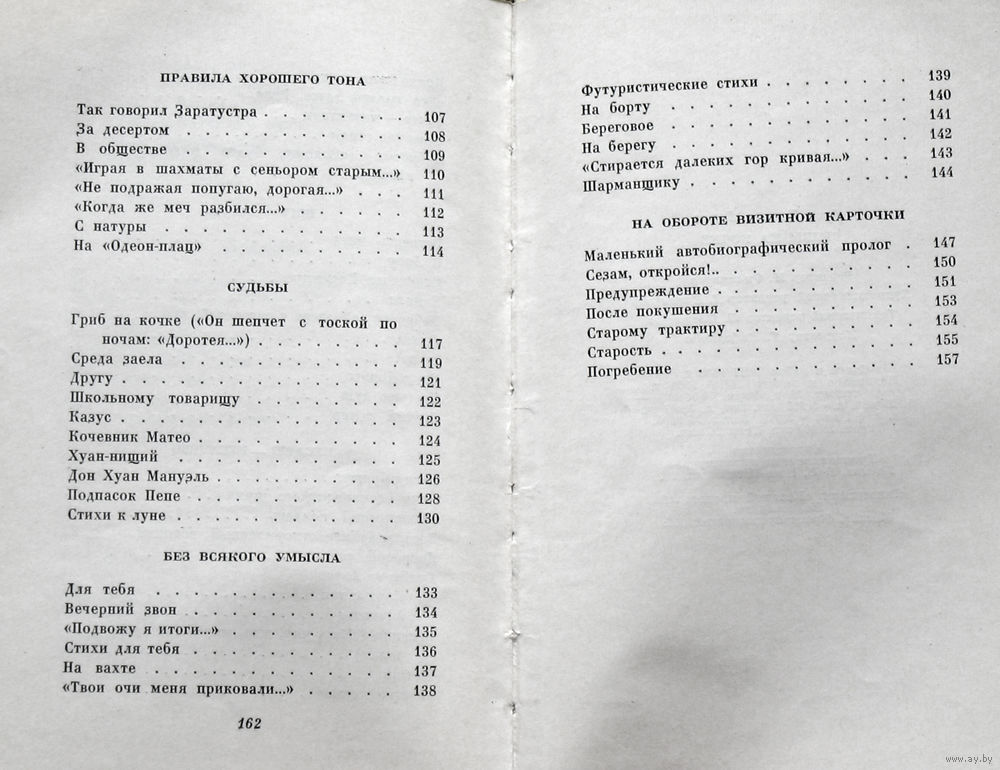 ПРАВИЛА ХОРОШЕГО ТОНА
Так говорил Заратустра . . . . . . . . 107
За десертом . . . . . . . . . . . 108
В обществе . . . . . . . . . . . 109
«Играя в шахматы с сеньором старым...» 110
«Не подражая попугаю, дорогая...» . . . 111
«Когда же меч разбился...» . . . . . . 112
С натуры . . . . . . . . . . . . 113
На «Одеон-плац» . . . . . . . . . 114
СУДЬБЫ
Гриб на кочке («Он шепчет с тоской по
ночам: «Доротея...») . . . . . . . 117
Среда заела . . . . . . . . . . . 119
Другу . . . . . . . . . . . . . 121
Школьному товарищу . . . . . . . . 122
Казус . . . . . . . . . . . . . 123
Кочевник Матео . . . . . . . . . . 124
Хуан-нищий . . . . . . . . . . . 125
Дон Хуан Мануэль . . . . . . . . . 126
Подпасок Пепе . . . . . . . . . . 128
Стихи к луне . . . . . . . . . . . 130
БЕЗ ВСЯКОГО УМЫСЛА
Для тебя . . . . . . . . . . . . 133
Вечерний звон . . . . . . . . . . 134
«Подвожу я итоги...» . . . . . . . . 135
Стихи для тебя . . . . . . . . . . 136
На вахте . . . . . . . . . . . . 137
«Твои очи меня приковали...» . . . . . 138
162
Футуристические стихи . . . . . . . . 139
На борту . . . . . . . . . . . . 140
Береговое . . . . . . . . . . . . 141
На берегу . . . . . . . . . . . . 142
«Стирается далеких гор кривая...» . . . 143
Шарманщику . . . . . . . . . . . 144
НА ОБОРОТЕ ВИЗИТНОЙ КАРТОЧКИ
Маленький автобиографический пролог . 147
Сезам, откройся!.. . . . . . . . . . 150
Предупреждение . . . . . . . . . . 151
После покушения . . . . . . . . . 153
Старому трактиру . . . . . . . . . 154
Старость . . . . . . . . . . . . 155
Погребение . . . . . . . . . . . 157
www.ay.by